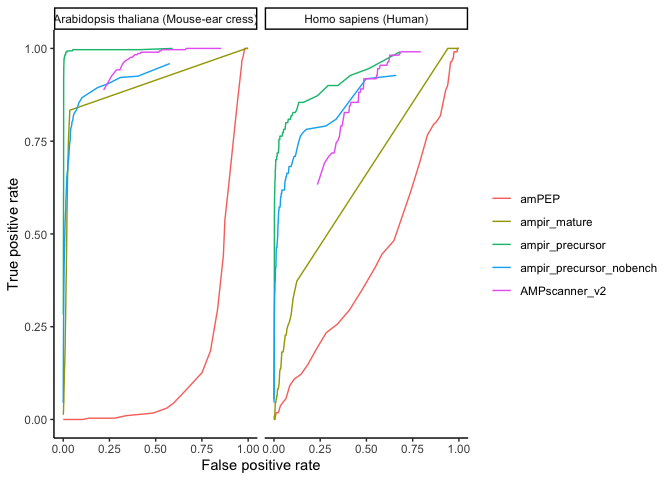 Arabidopsis thaliana (Mouse-ear cress)
Homo sapiens (Human)
1.00
0.75
0.50
0.25
0.00
True positive rate
0.00 0.25 0.50 0.75 1.00
0.00 0.25 0.50 0.75 1.00
False positive rate
amPEP
ampir_mature
ampir_precursor
ampir_precursor_nobench
AMPscanner_v2